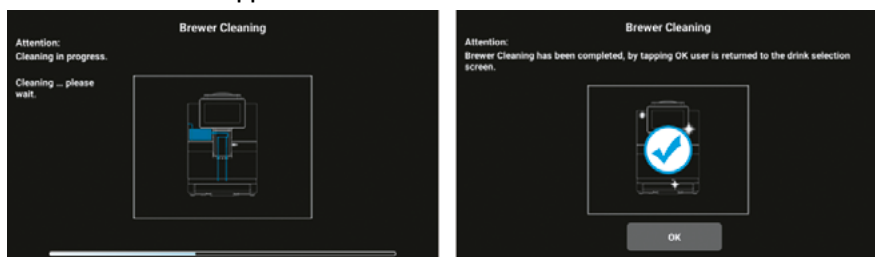 Brewer Cleaning
Attention:
Cleaning in progress.
Cleaning ... please
wait.
Brewer Cleaning
Attention:
Brewer Cleaning has been completed, by tapping OK user is returned to the drink selection
screen.
OK